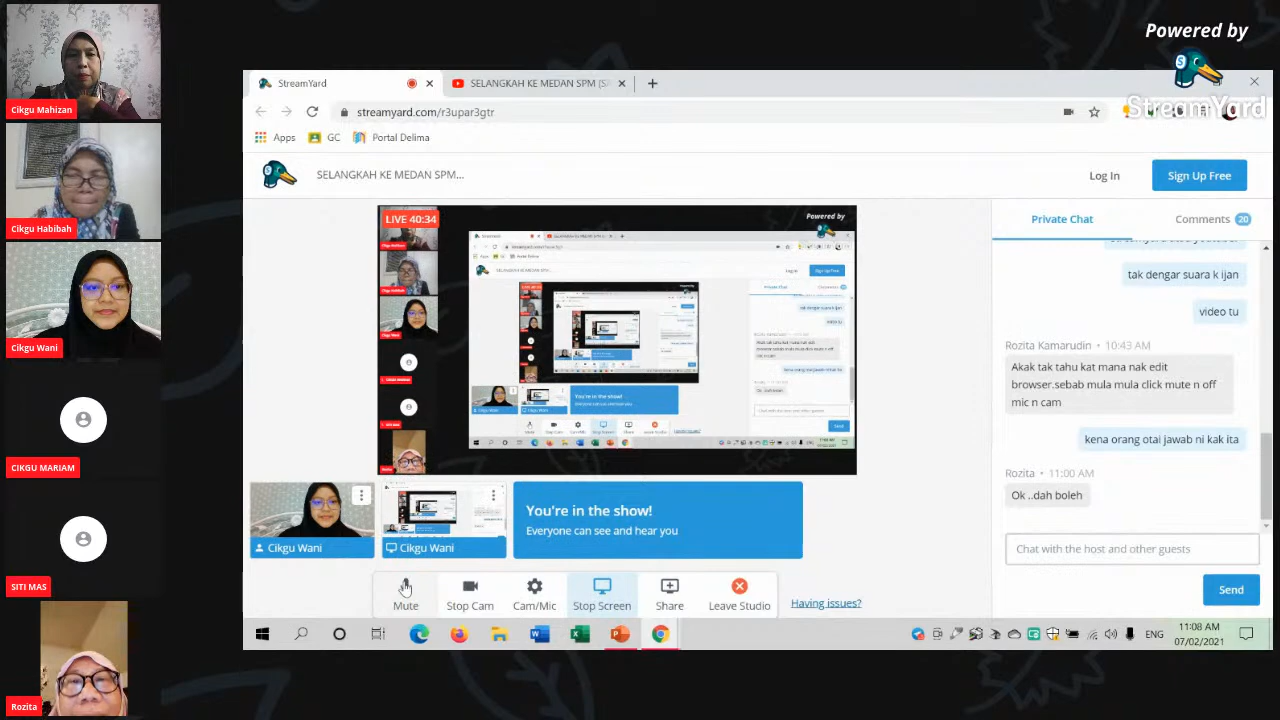 Powered by
StreamYard
Cikgu Mahizan
Cikgu Habibah
Cikgu Wani
CIKGU MARIAM
SITI MAS
Rozita
StreamYard
SELANGKAH KE MEDAN SPM (SA
streamyard.com/r3upar3gtr
Apps
GC
Portal Delima
SELANGKAH KE MEDAN SPM...
Log In
Sign Up Free
LIVE 40:34
Powered by
Private Chat
Comments 20
tak dengar suara k ijan
video tu
Rozita Kamarudin • 10:43 AM
Akak tak tahu kat mana nak edit
browser.sebab mula mula click mute n off
mic n cam
kena orang otai jawab ni kak ita
Rozita • 11:00 AM
Ok ..dah boleh
Chat with the host and other guests
Send
Cikgu Wani
Cikgu Wani
You're in the show!
Everyone can see and hear you
Mute
Stop Cam
Cam/Mic
Stop Screen
Share
Leave Studio
Having issues?
ENG
11:08 AM
07/02/2021